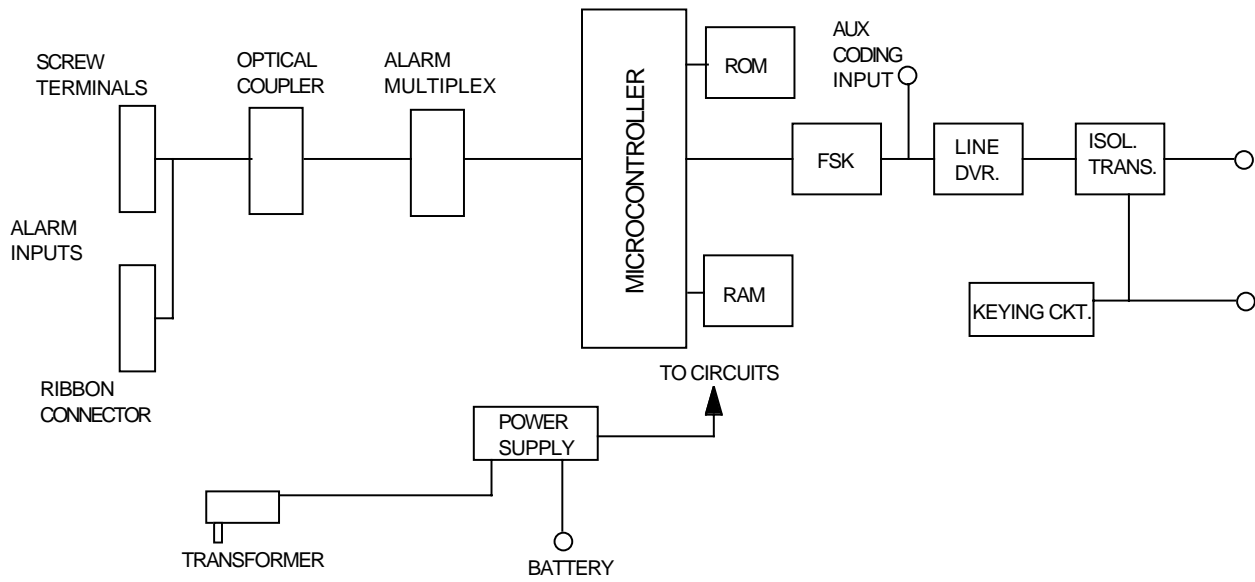 SCREW
TERMINALS
OPTICAL
COUPLER
ALARM
MULTIPLEX
MICROCONTROLLER
ROM
AUX
CODING
INPUT
FSK
LINE
DVR.
ISOL.
TRANS.
ALARM
INPUTS
RAM
KEYING CKT.
RIBBON
CONNECTOR
TO CIRCUITS
POWER
SUPPLY
TRANSFORMER
BATTERY